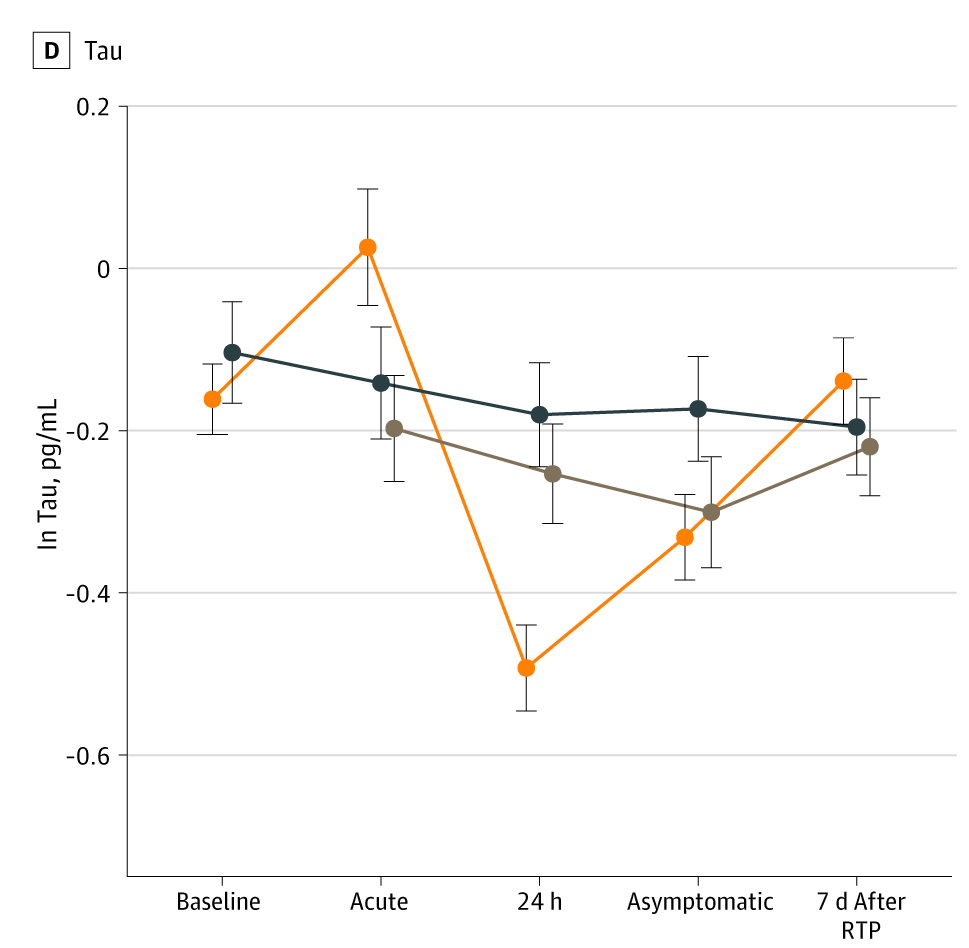 D Tau
0.2
0
-0.2
-0.4
-0.6
ln Tau, pg/mL
Baseline
Acute
24 h
Asymptomatic
7 d After
RTP